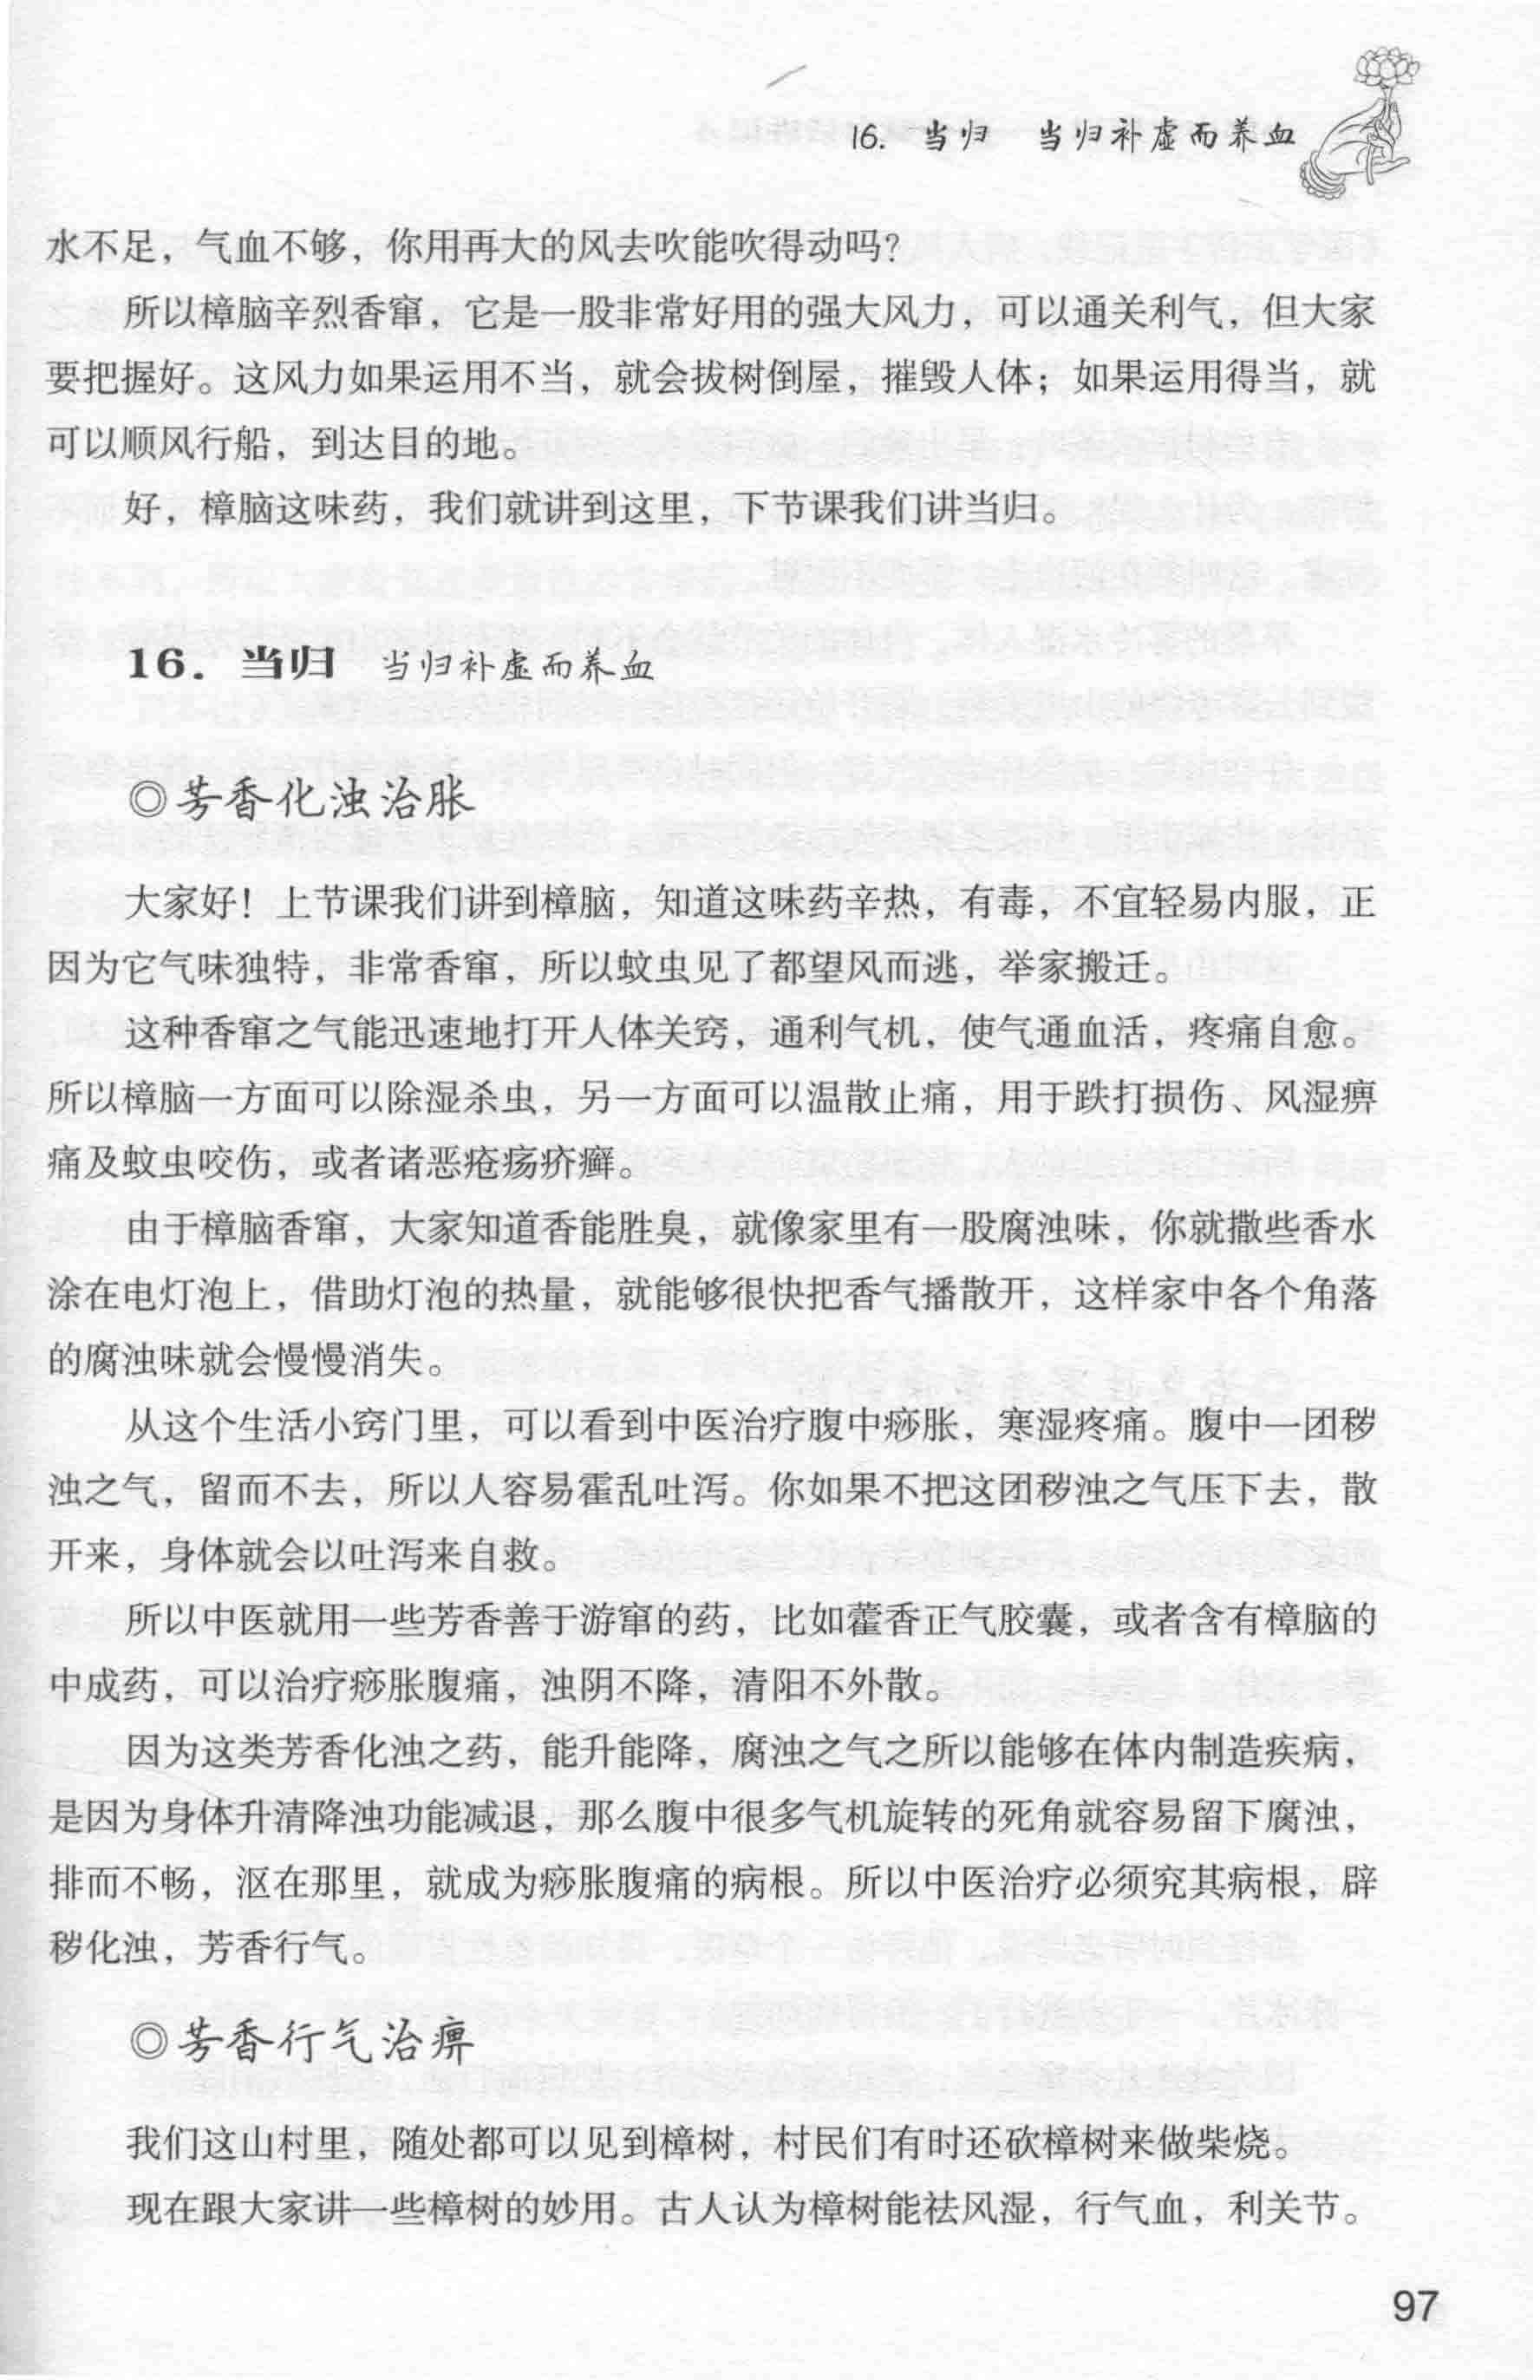 16. 当归　当归补虚而养血
水不足，气血不够，你用再大的风去吹能吹得动吗？
所以樟脑辛烈香窜，它是一股非常好用的强大风力，可以通关利气，但大家
要把握好。这风力如果运用不当，就会拔树倒屋，摧毁人体；如果运用得当，就
可以顺风行船，到达目的地。
好，樟脑这味药，我们就讲到这里，下节课我们讲当归。
16. 当归　当归补虚而养血
◎芳香化浊治胀
大家好！上节课我们讲到樟脑，知道这味药辛热，有毒，不宜轻易内服，正
因为它气味独特，非常香窜，所以蚊虫见了都望风而逃，举家搬迁。
这种香窜之气能迅速地打开人体关窍，通利气机，使气通血活，疼痛自愈。
所以樟脑一方面可以除湿杀虫，另一方面可以温散止痛，用于跌打损伤、风湿痹
痛及蚊虫咬伤，或者诸恶疮疡疥癣。
由于樟脑香窜，大家知道香能胜臭，就像家里有一股腐浊味，你就撒些香水
涂在电灯泡上，借助灯泡的热量，就能够很快把香气播散开，这样家中各个角落
的腐浊味就会慢慢消失。
从这个生活小窍门里，可以看到中医治疗腹中痧胀，寒湿疼痛。腹中一团秽
浊之气，留而不去，所以人容易霍乱吐泻。你如果不把这团秽浊之气压下去，散
开来，身体就会以吐泻来自救。
所以中医就用一些芳香善于游窜的药，比如藿香正气胶囊，或者含有樟脑的
中成药，可以治疗痧胀腹痛，浊阴不降，清阳不外散。
因为这类芳香化浊之药，能升能降，腐浊之气之所以能够在体内制造疾病，
是因为身体升清降浊功能减退，那么腹中很多气机旋转的死角就容易留下腐浊，
排而不畅，沤在那里，就成为痧胀腹痛的病根。所以中医治疗必须究其病根，辟
秽化浊，芳香行气。
◎芳香行气治痹
我们这山村里，随处都可以见到樟树，村民们有时还砍樟树来做柴烧。
现在跟大家讲一些樟树的妙用。古人认为樟树能祛风湿，行气血，利关节。
97